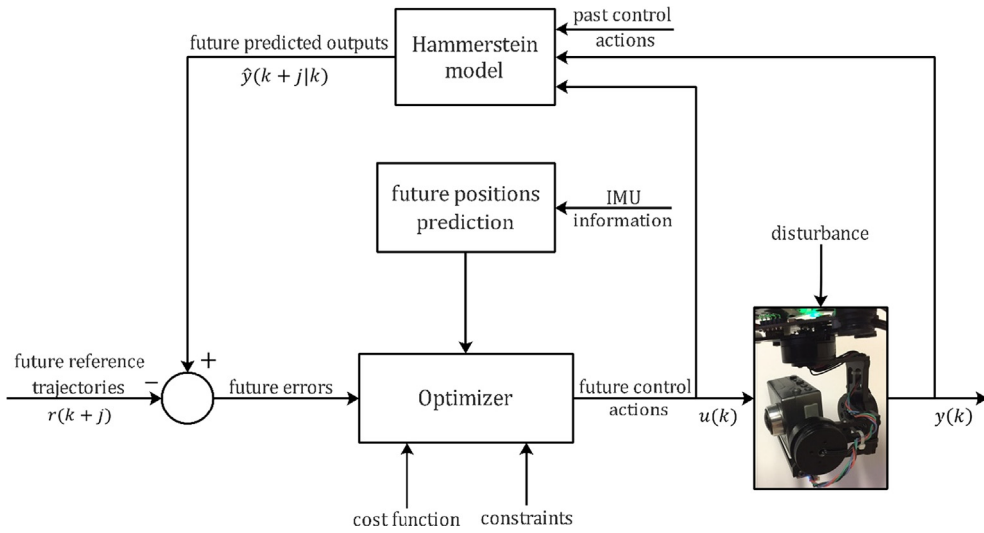 past control
actions
Hammerstein
model
future predicted outputs
ŷ(k + j|k)
future positions
prediction
IMU
information
disturbance
future reference
trajectories
r(k + j)
−
+
future errors
Optimizer
future control
actions
u(k)
y(k)
cost function
constraints